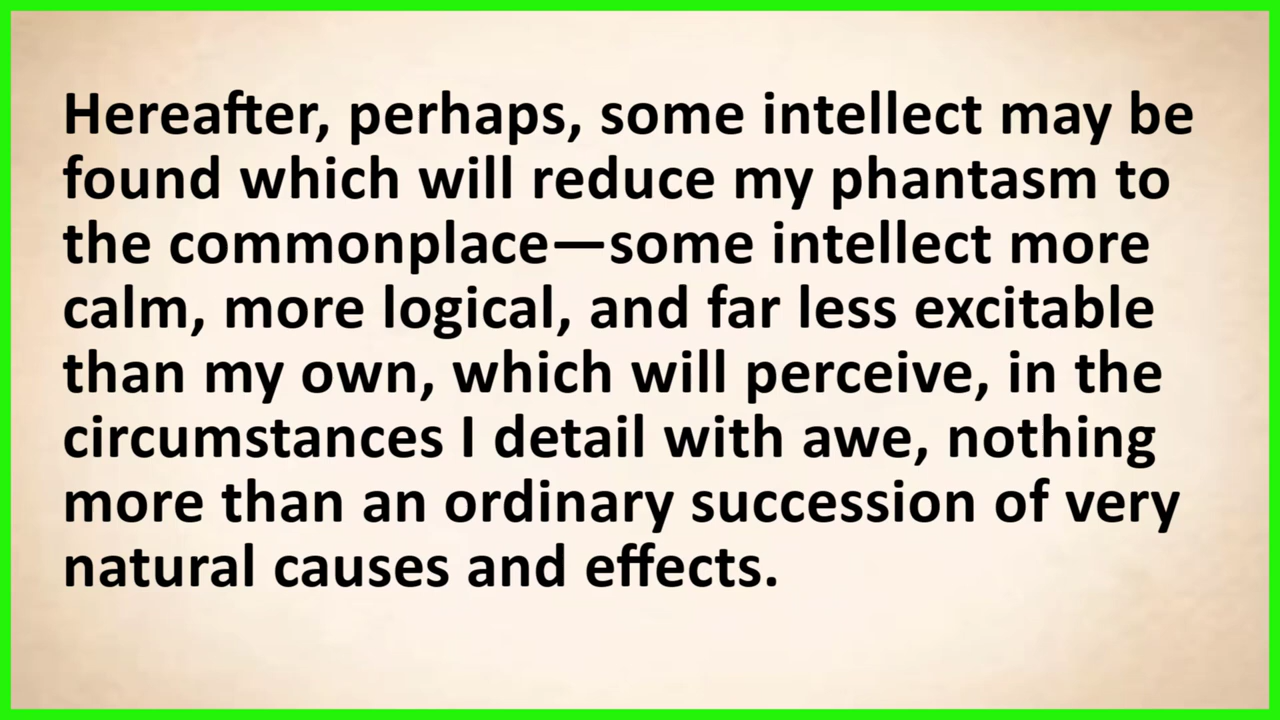 Hereafter, perhaps, some intellect may be
found which will reduce my phantasm to
the commonplace—some intellect more
calm, more logical, and far less excitable
than my own, which will perceive, in the
circumstances I detail with awe, nothing
more than an ordinary succession of very
natural causes and effects.